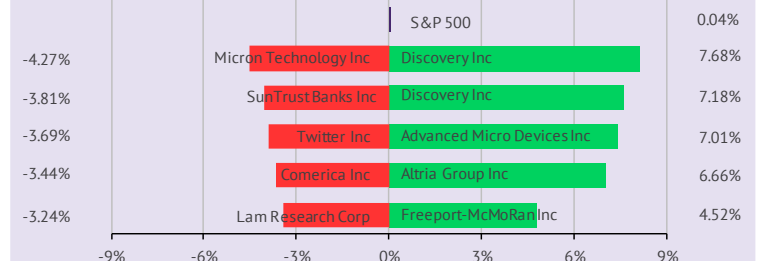 S&P 500 0.04%
-4.27% Micron Technology Inc Discovery Inc 7.68%
-3.81% SunTrust Banks Inc Discovery Inc 7.18%
-3.69% Twitter Inc Advanced Micro Devices Inc 7.01%
-3.44% Comerica Inc Altria Group Inc 6.66%
-3.24% Lam Research Corp Freeport-McMoRan Inc 4.52%
-9% -6% -3% 0% 3% 6% 9%